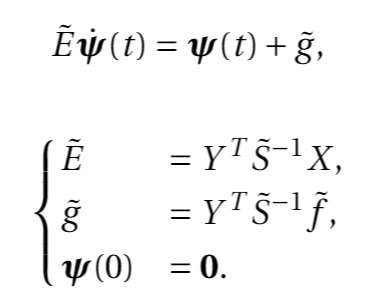 Ẽ𝝍̇(t) = 𝝍(t) + g̃,
Ẽ = Y^T S̃^{−1} X,
g̃ = Y^T S̃^{−1} f̃,
𝝍(0) = 𝟎.